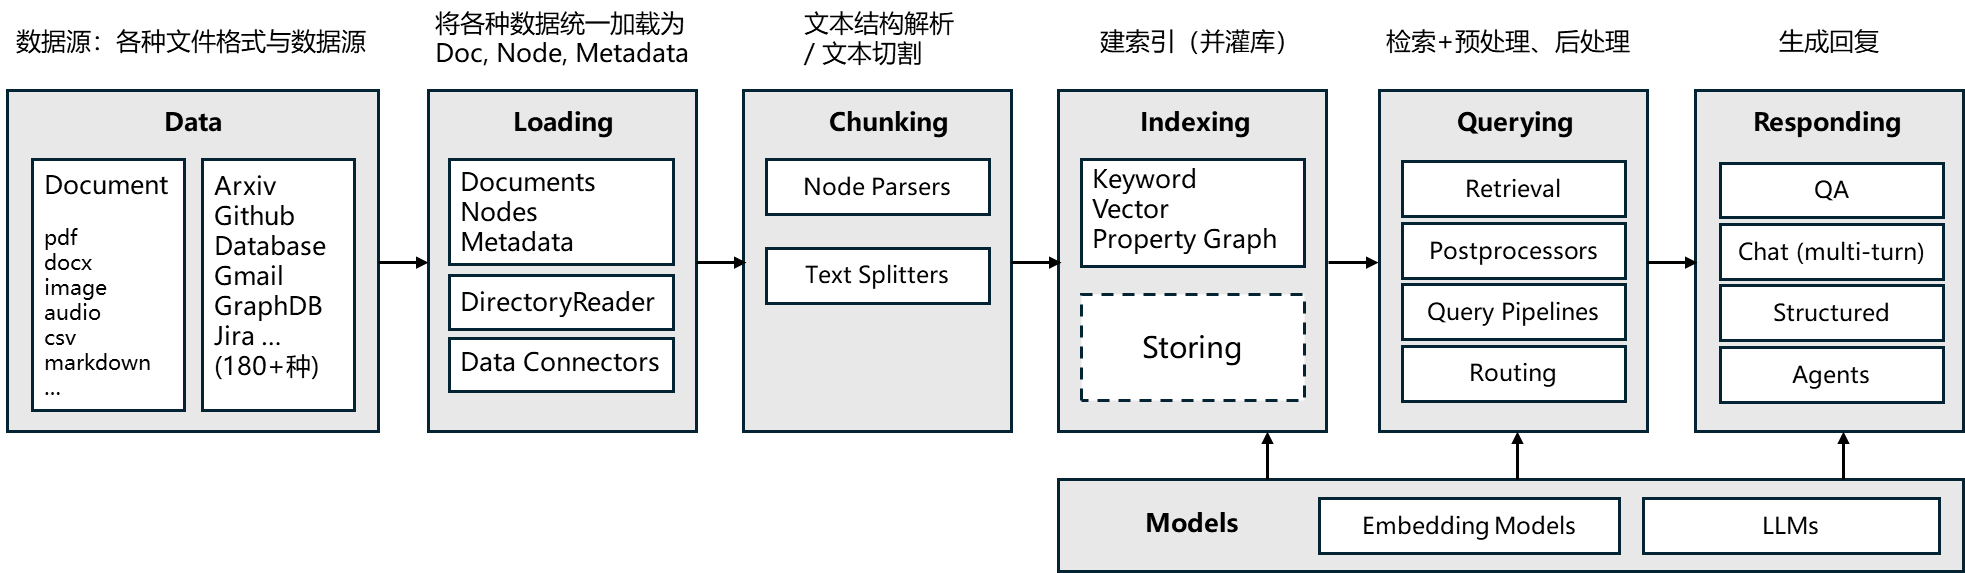 数据源：各种文件格式与数据源
将各种数据统一加载为
Doc, Node, Metadata
文本结构解析
/ 文本切割
建索引（并灌库）
检索+预处理、后处理
生成回复
Data
Document
pdf
docx
image
audio
csv
markdown
...
Arxiv
Github
Database
Gmail
GraphDB
Jira ...
(180+种)
Loading
Documents
Nodes
Metadata
DirectoryReader
Data Connectors
Chunking
Node Parsers
Text Splitters
Indexing
Keyword
Vector
Property Graph
Storing
Querying
Retrieval
Postprocessors
Query Pipelines
Routing
Responding
QA
Chat (multi-turn)
Structured
Agents
Models
Embedding Models
LLMs